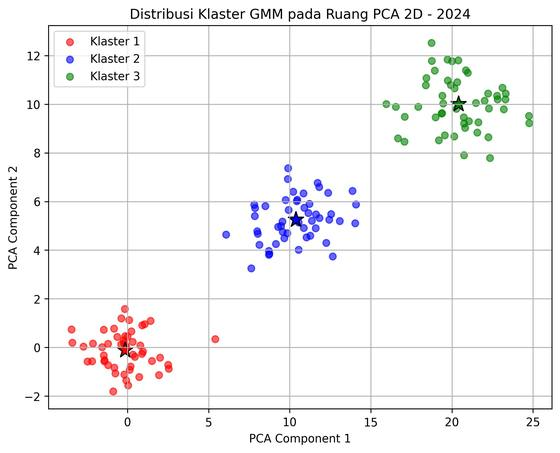 Distribusi Klaster GMM pada Ruang PCA 2D - 2024
Klaster 1
Klaster 2
Klaster 3
PCA Component 2
12
10
8
6
4
2
0
−2
0
5
10
15
20
25
PCA Component 1